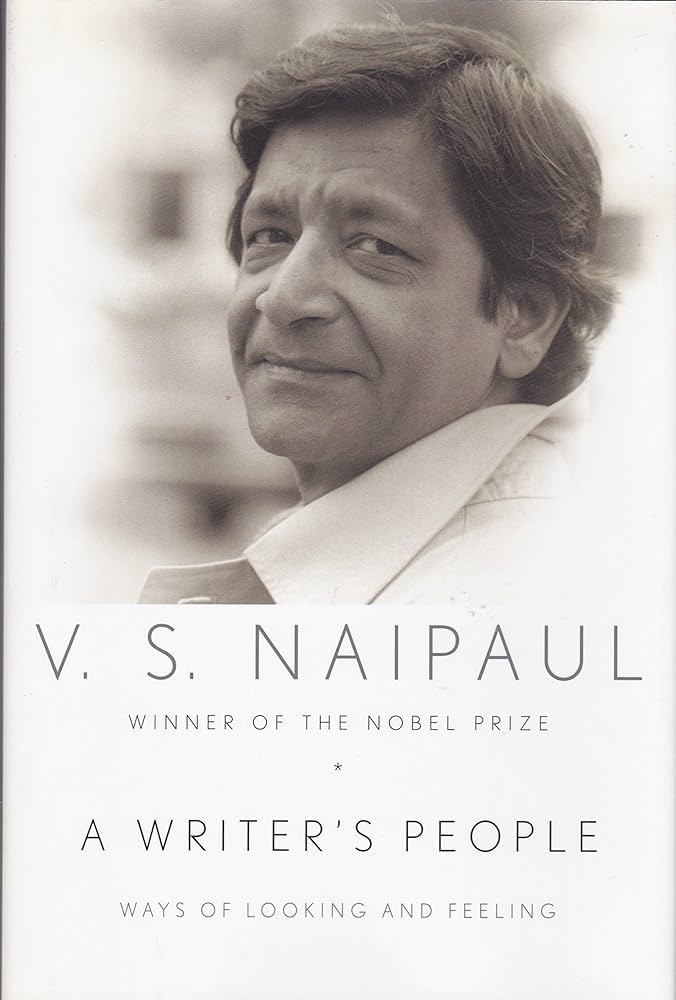 V. S. NAIPAUL
WINNER OF THE NOBEL PRIZE
*
A WRITER'S PEOPLE
WAYS OF LOOKING AND FEELING